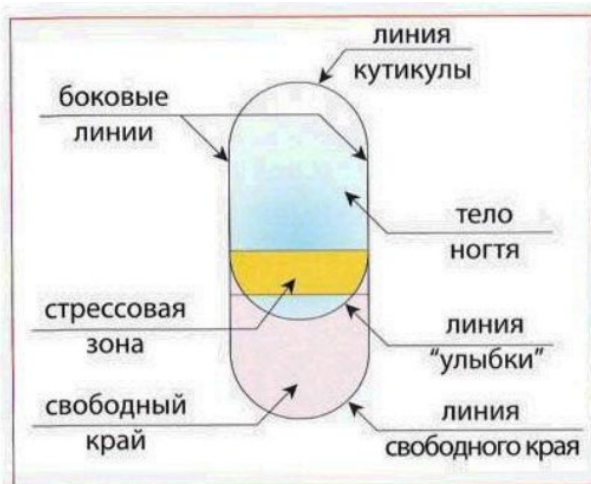 линия
кутикулы
боковые
линии
тело
ногтя
стрессовая
зона
линия
“улыбки”
свободный
край
линия
свободного края